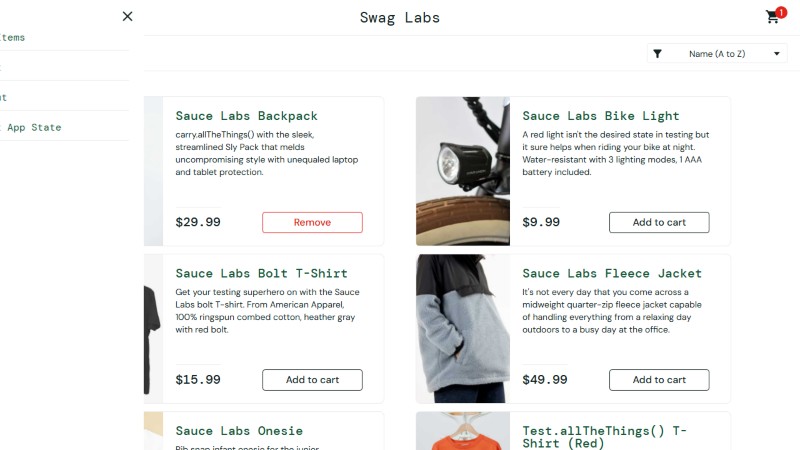 Swag Labs
1
Name (A to Z)
Items
App State
Sauce Labs Backpack
carry.allTheThings() with the sleek,
streamlined Sly Pack that melds
uncompromising style with unequaled laptop
and tablet protection.
$29.99
Remove
Sauce Labs Bike Light
A red light isn't the desired state in testing but
it sure helps when riding your bike at night.
Water-resistant with 3 lighting modes, 1 AAA
battery included.
$9.99
Add to cart
Sauce Labs Bolt T-Shirt
Get your testing superhero on with the Sauce
Labs bolt T-shirt. From American Apparel,
100% ringspun combed cotton, heather gray
with red bolt.
$15.99
Add to cart
Sauce Labs Fleece Jacket
It's not every day that you come across a
midweight quarter-zip fleece jacket capable
of handling everything from a relaxing day
outdoors to a busy day at the office.
$49.99
Add to cart
Sauce Labs Onesie
Rib snap infant onesie for the junior
Test.allTheThings() T-
Shirt (Red)